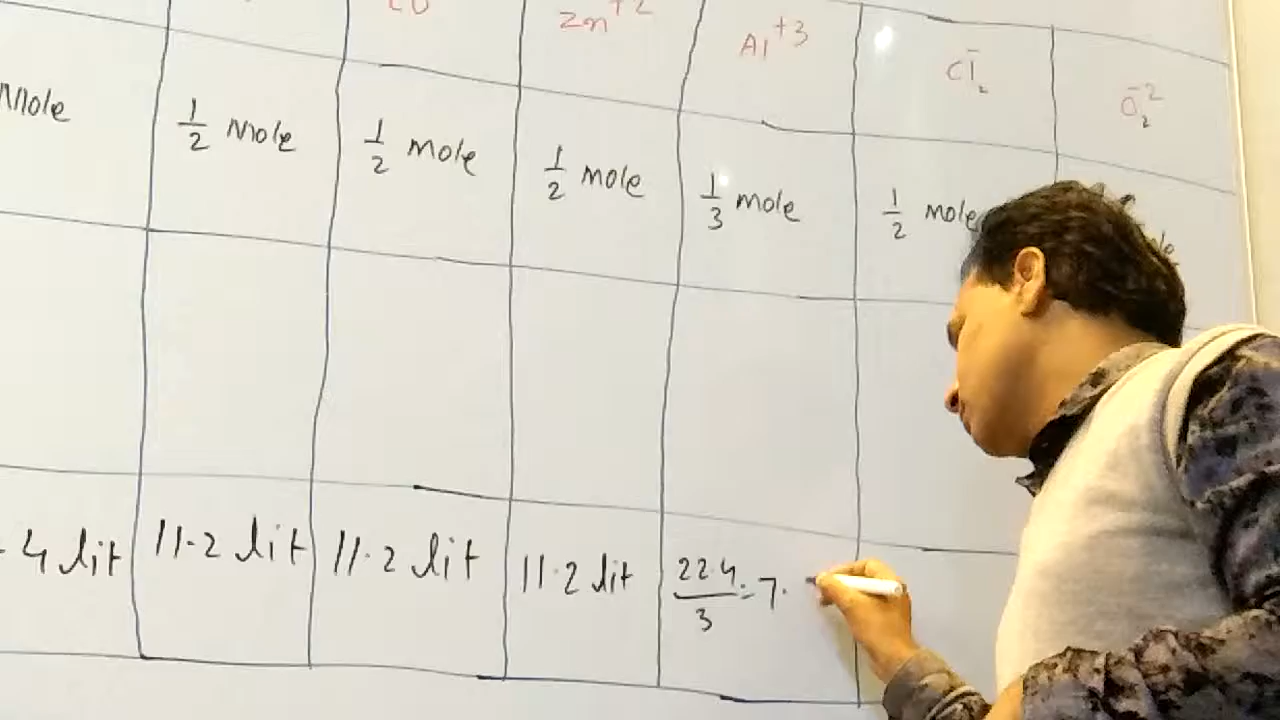 Zn+2 Al+3 Cl2- O2-2
Mole 1/2 Mole 1/2 mole 1/2 mole 1/3 mole 1/2 mole
4 lit 11.2 lit 11.2 lit 11.2 lit 22.4/3 = 7.